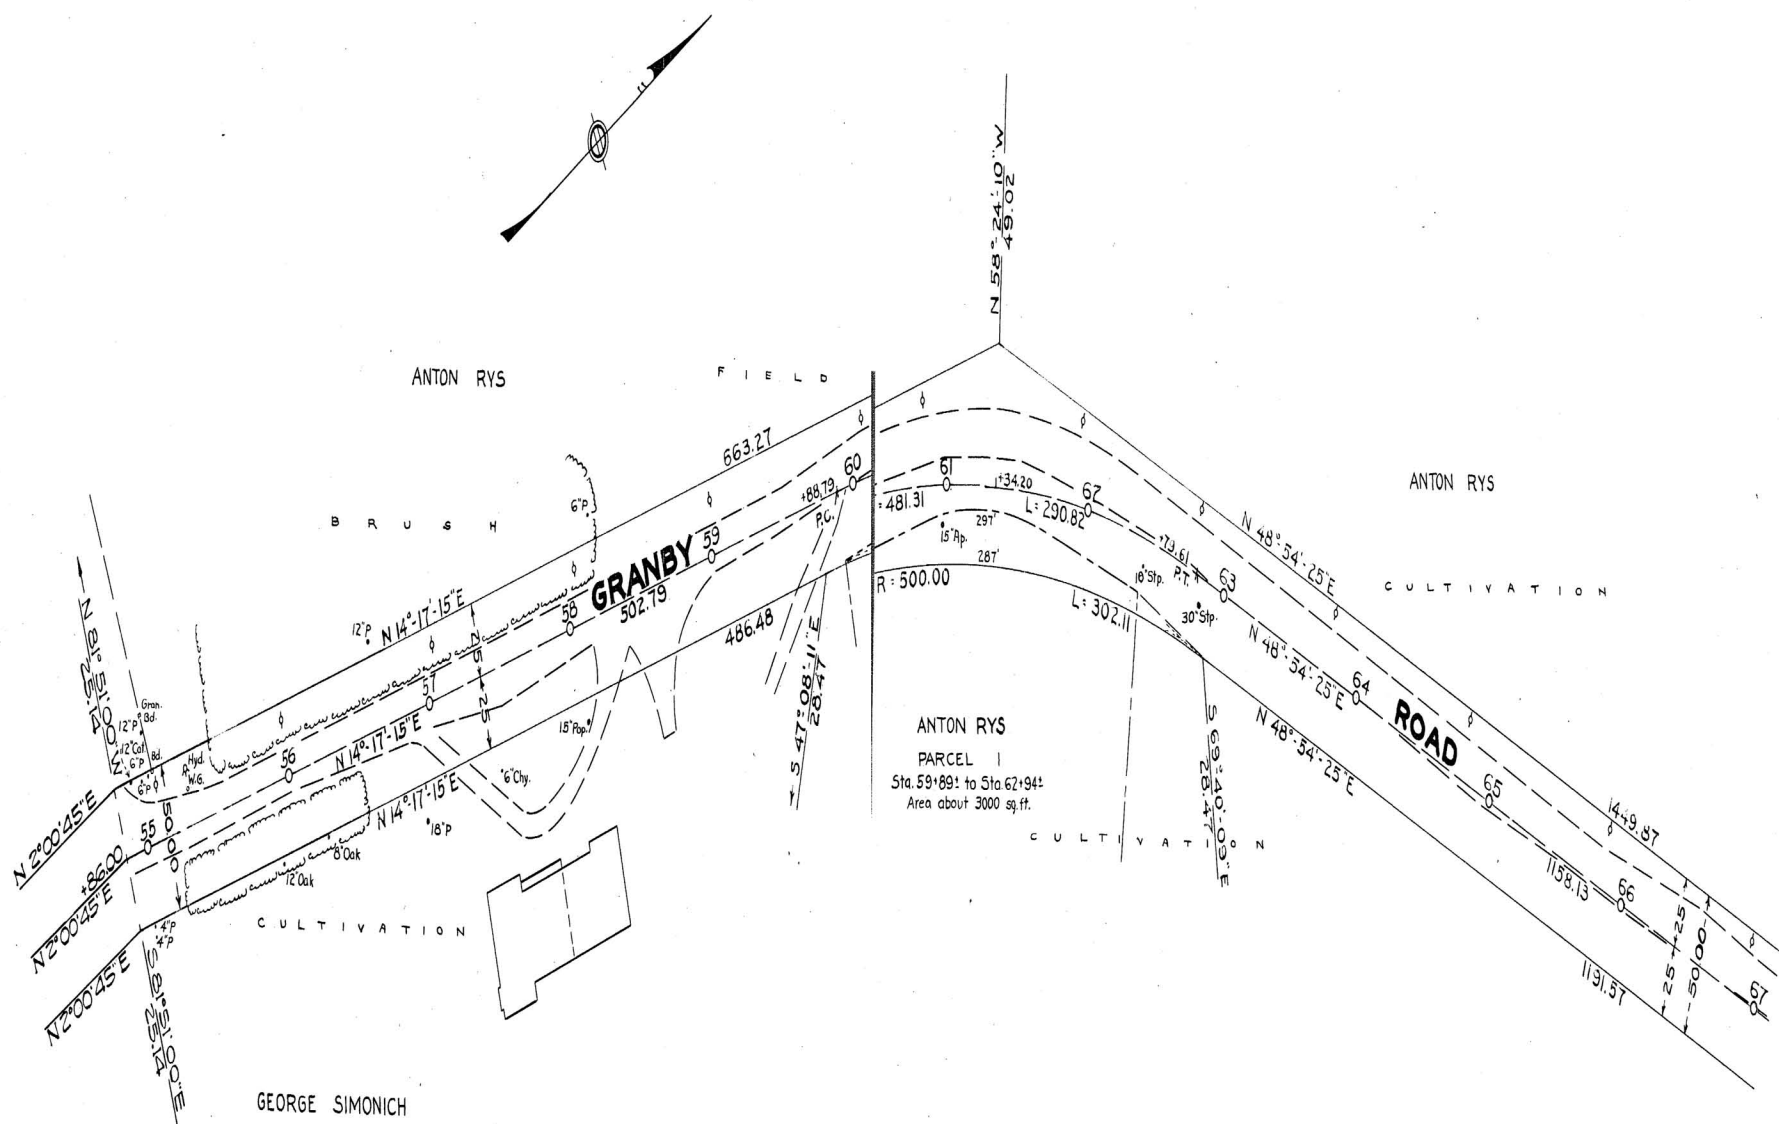 N 58°-24'-10" W
49.02
ANTON RYS
FIELD
663.27
BRUSH
6"P
GRANBY
59
58
502.79
60
+88.79
P.C.
61
+34.20
62
= 481.31
L= 290.82
297'
15"Ap.
287'
R = 500.00
L= 302.11
18"Stp.
30"Stp.
+79.61
P.T.
63
N 48°-54'-25" E
ANTON RYS
CULTIVATION
N 48°-54'-25" E
64
ROAD
N 48°-54'-25" E
65
1449.87
1158.13
66
25 25
50.00
67
1191.57
12"P
N 14°-17'-15" E
25
25
57
486.48
S 47°-08'-11" E
28.47
S 69°-40'-09" E
28.47
ANTON RYS
PARCEL 1
Sta. 59+89± to Sta. 62+94±
Area about 3000 sq. ft.
CULTIVATION
N 81°-51'-00" W
25.14
Gran.
Bd.
12"P
12"Cat.
6"P
Bd.
6"P
Hyd.
W.G.
56
N 14°-17'-15" E
15"Pop.
6"Chy.
N 14°-17'-15" E
18"P
8"Oak
12"Oak
50.00
55
+86.00
N 2°00'45" E
N 2°00'45" E
N 2°00'45" E
4"P
4"P
CULTIVATION
S 81°-51'-00" E
25.14
GEORGE SIMONICH